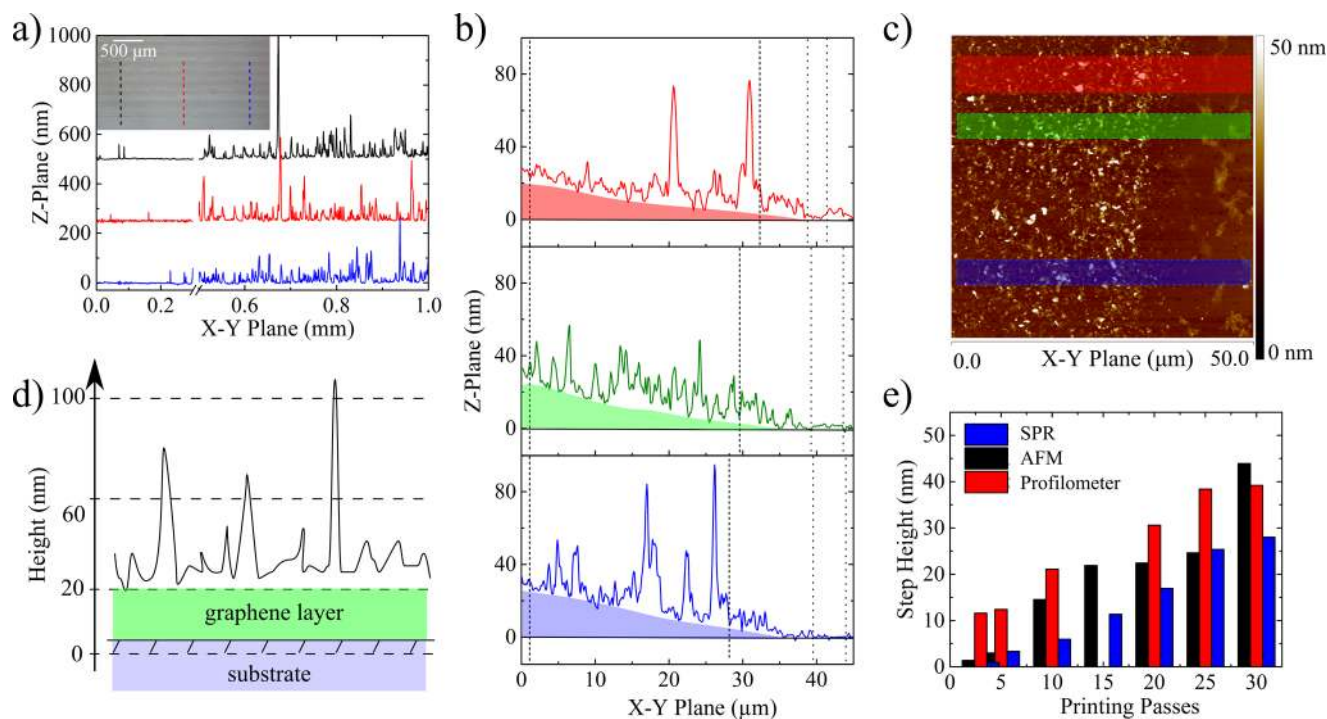 a)
1000
800
600
400
200
0
Z-Plane (nm)
500 µm
0.0
0.2
0.6
0.8
1.0
X-Y Plane (mm)
b)
80
40
0
80
40
0
80
40
0
Z-Plane (nm)
0
10
20
30
40
X-Y Plane (µm)
c)
50 nm
0 nm
0.0
X-Y Plane (µm)
50.0
d)
100
60
20
0
Height (nm)
graphene layer
substrate
e)
50
40
30
20
10
0
Step Height (nm)
SPR
AFM
Profilometer
5
10
15
20
25
30
Printing Passes